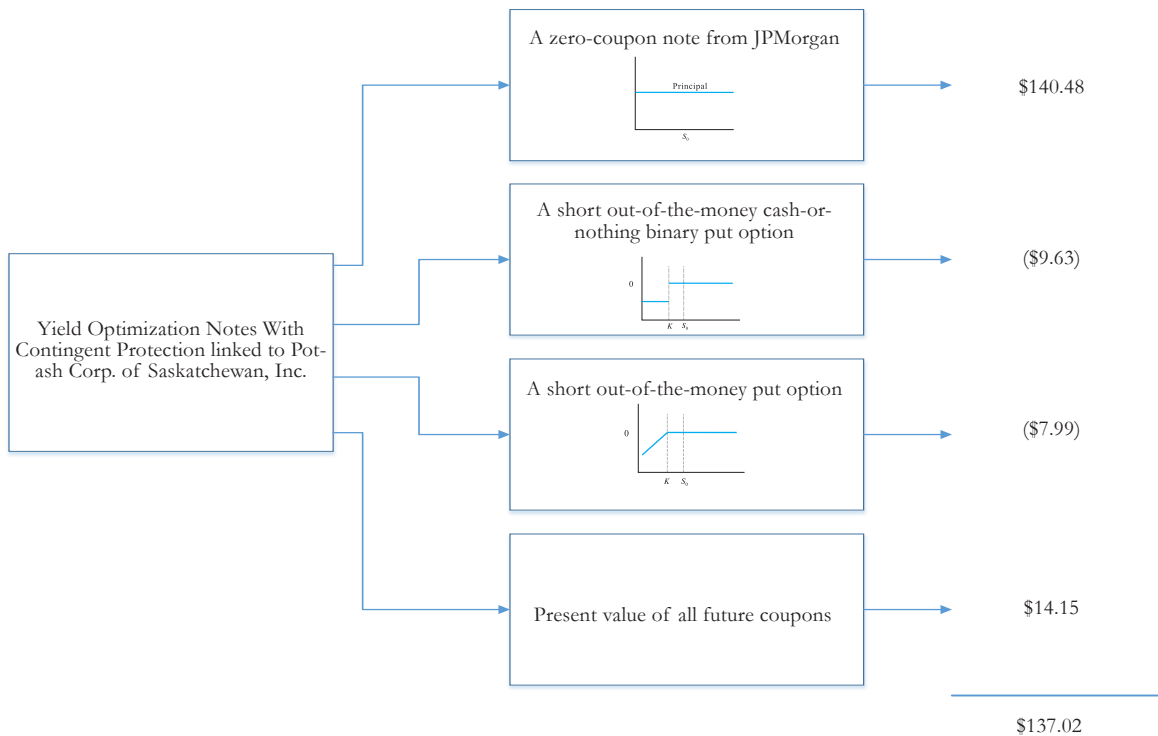 Yield Optimization Notes With
Contingent Protection linked to Pot-
ash Corp. of Saskatchewan, Inc.
A zero-coupon note from JPMorgan
Principal
S₀
$140.48
A short out-of-the-money cash-or-
nothing binary put option
0
K S₀
($9.63)
A short out-of-the-money put option
0
K S₀
($7.99)
Present value of all future coupons
$14.15
$137.02